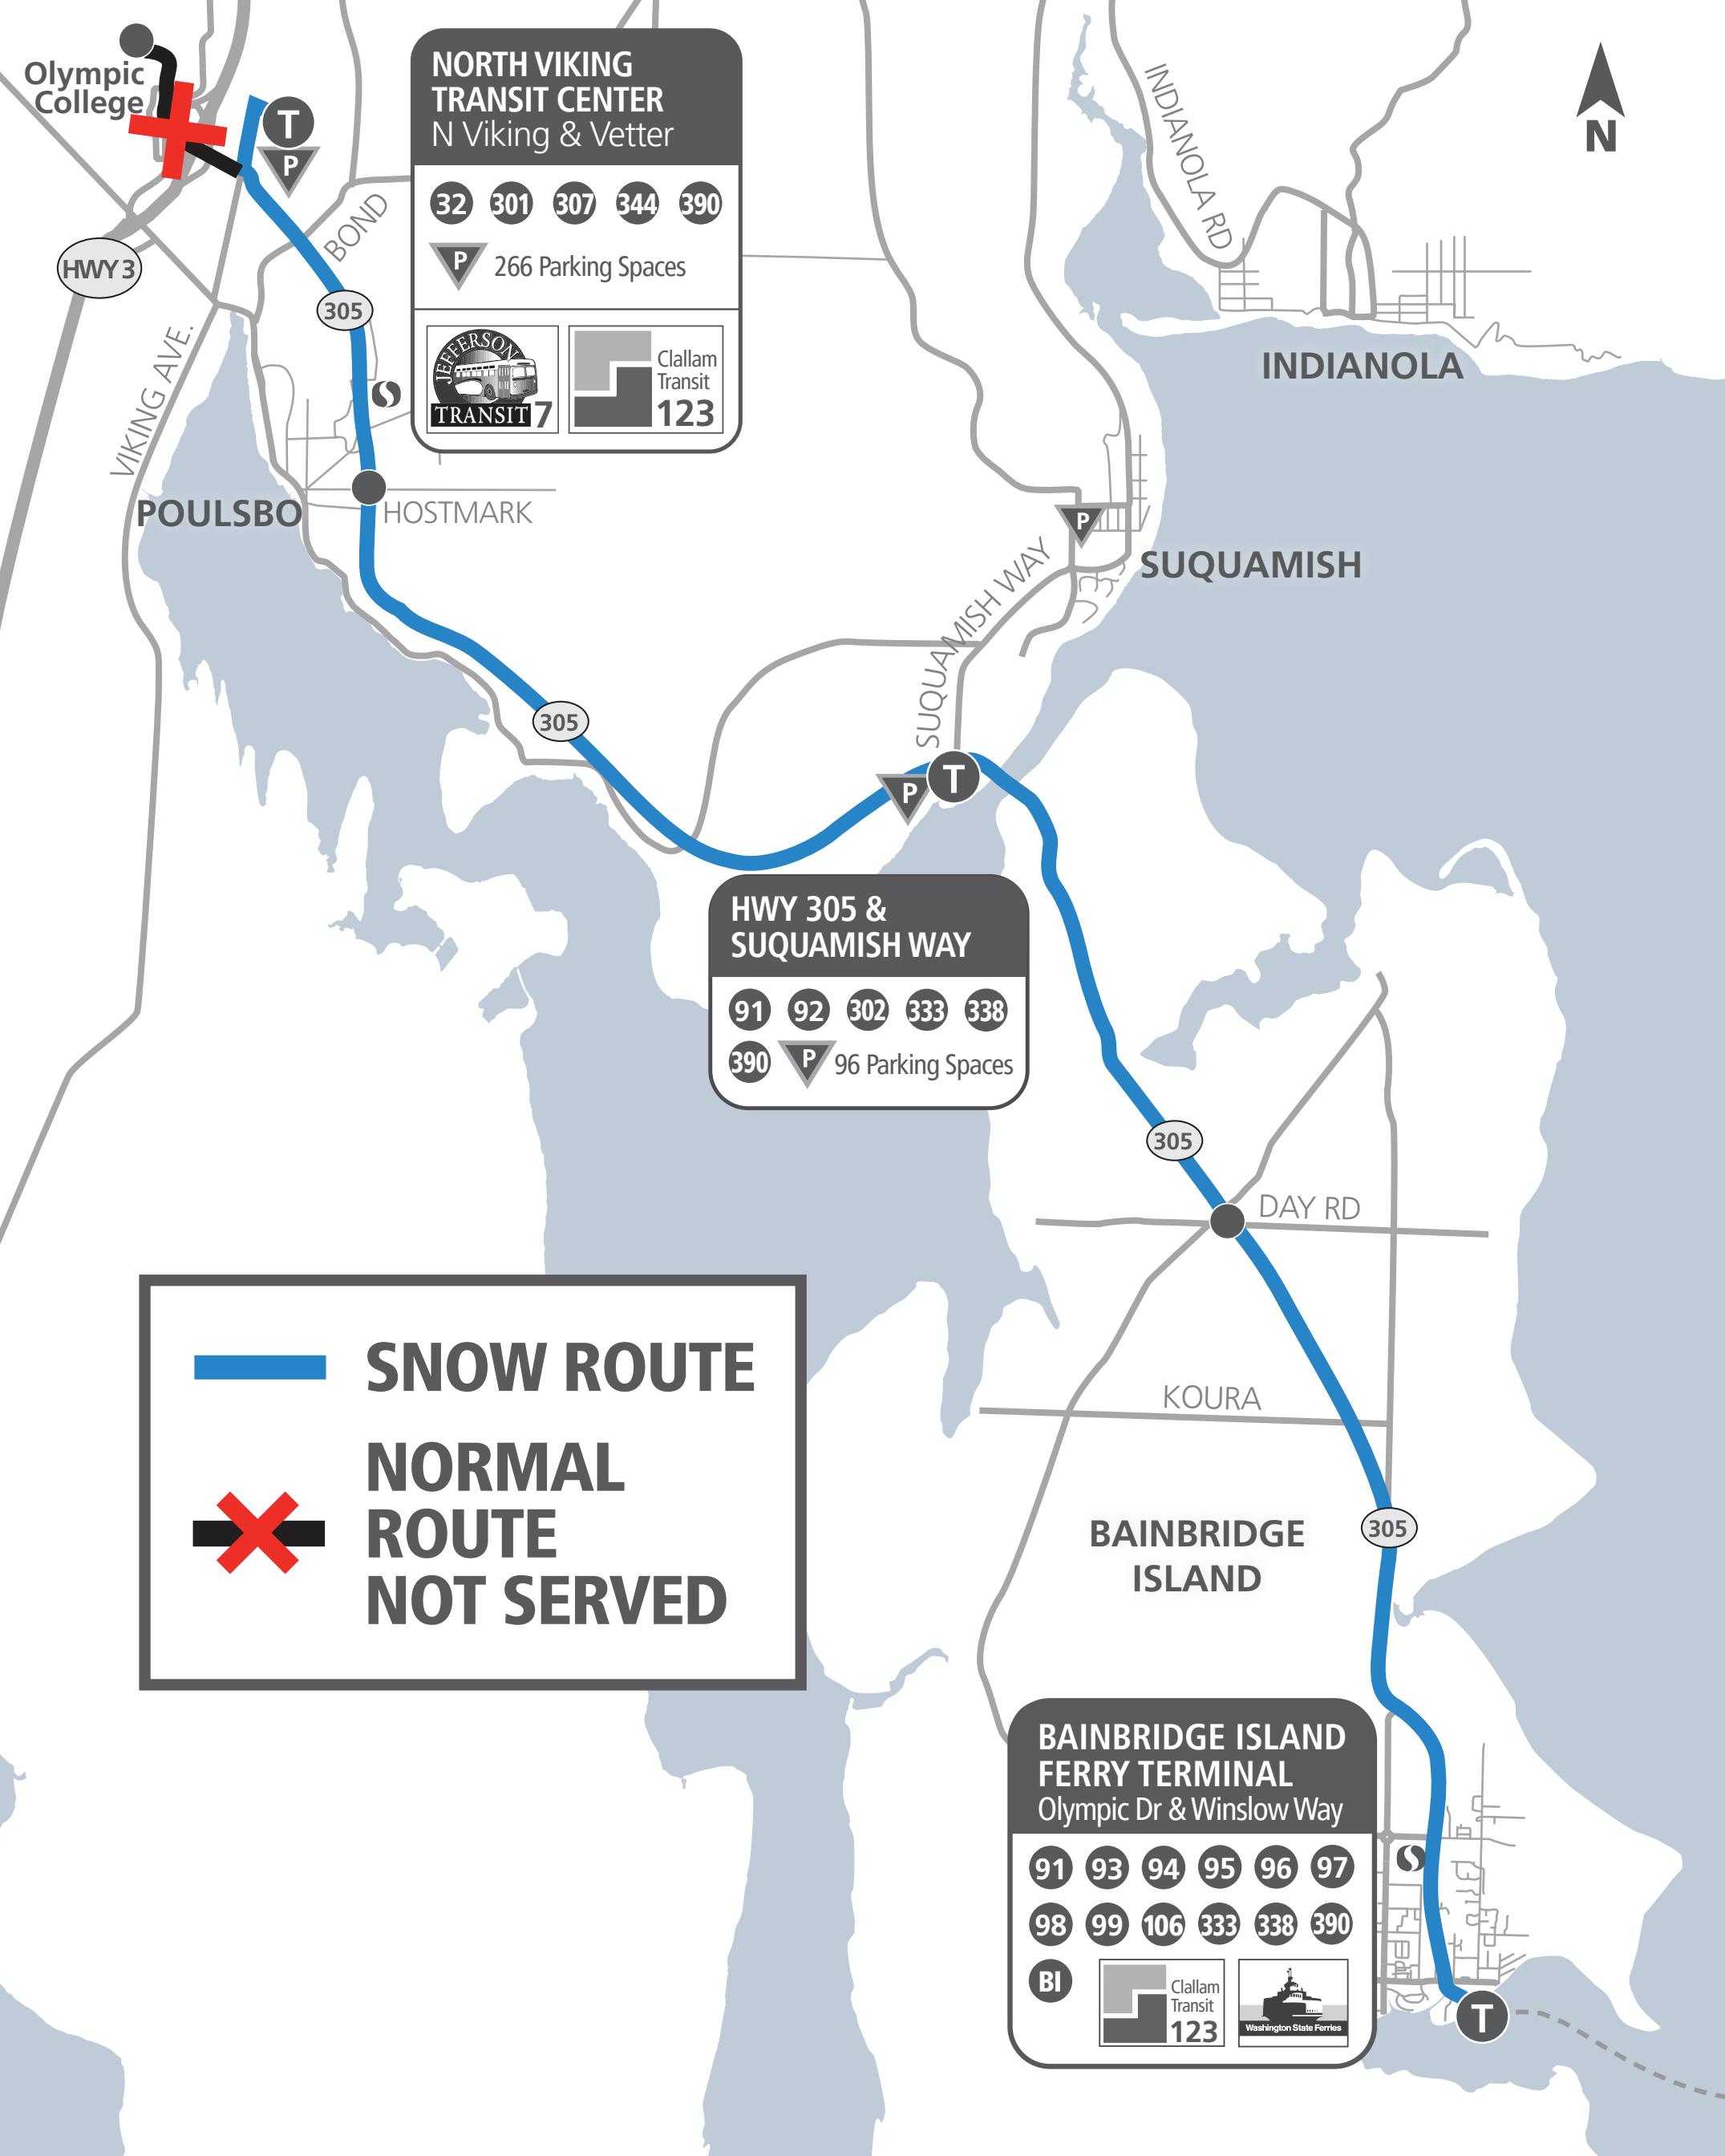 Olympic
College
T
P
NORTH VIKING
TRANSIT CENTER
N Viking & Vetter
32 301 307 344 390
P 266 Parking Spaces
JEFFERSON
TRANSIT 7
Clallam
Transit
123
N
INDIANOLA RD
INDIANOLA
HWY 3
BOND
305
VIKING AVE.
POULSBO
HOSTMARK
P
SUQUAMISH
SUQUAMISH WAY
305
P
T
HWY 305 &
SUQUAMISH WAY
91 92 302 333 338
390 P 96 Parking Spaces
305
DAY RD
KOURA
SNOW ROUTE
NORMAL
ROUTE
NOT SERVED
BAINBRIDGE
ISLAND
305
BAINBRIDGE ISLAND
FERRY TERMINAL
Olympic Dr & Winslow Way
91 93 94 95 96 97
98 99 106 333 338 390
BI
Clallam
Transit
123
Washington State Ferries
T